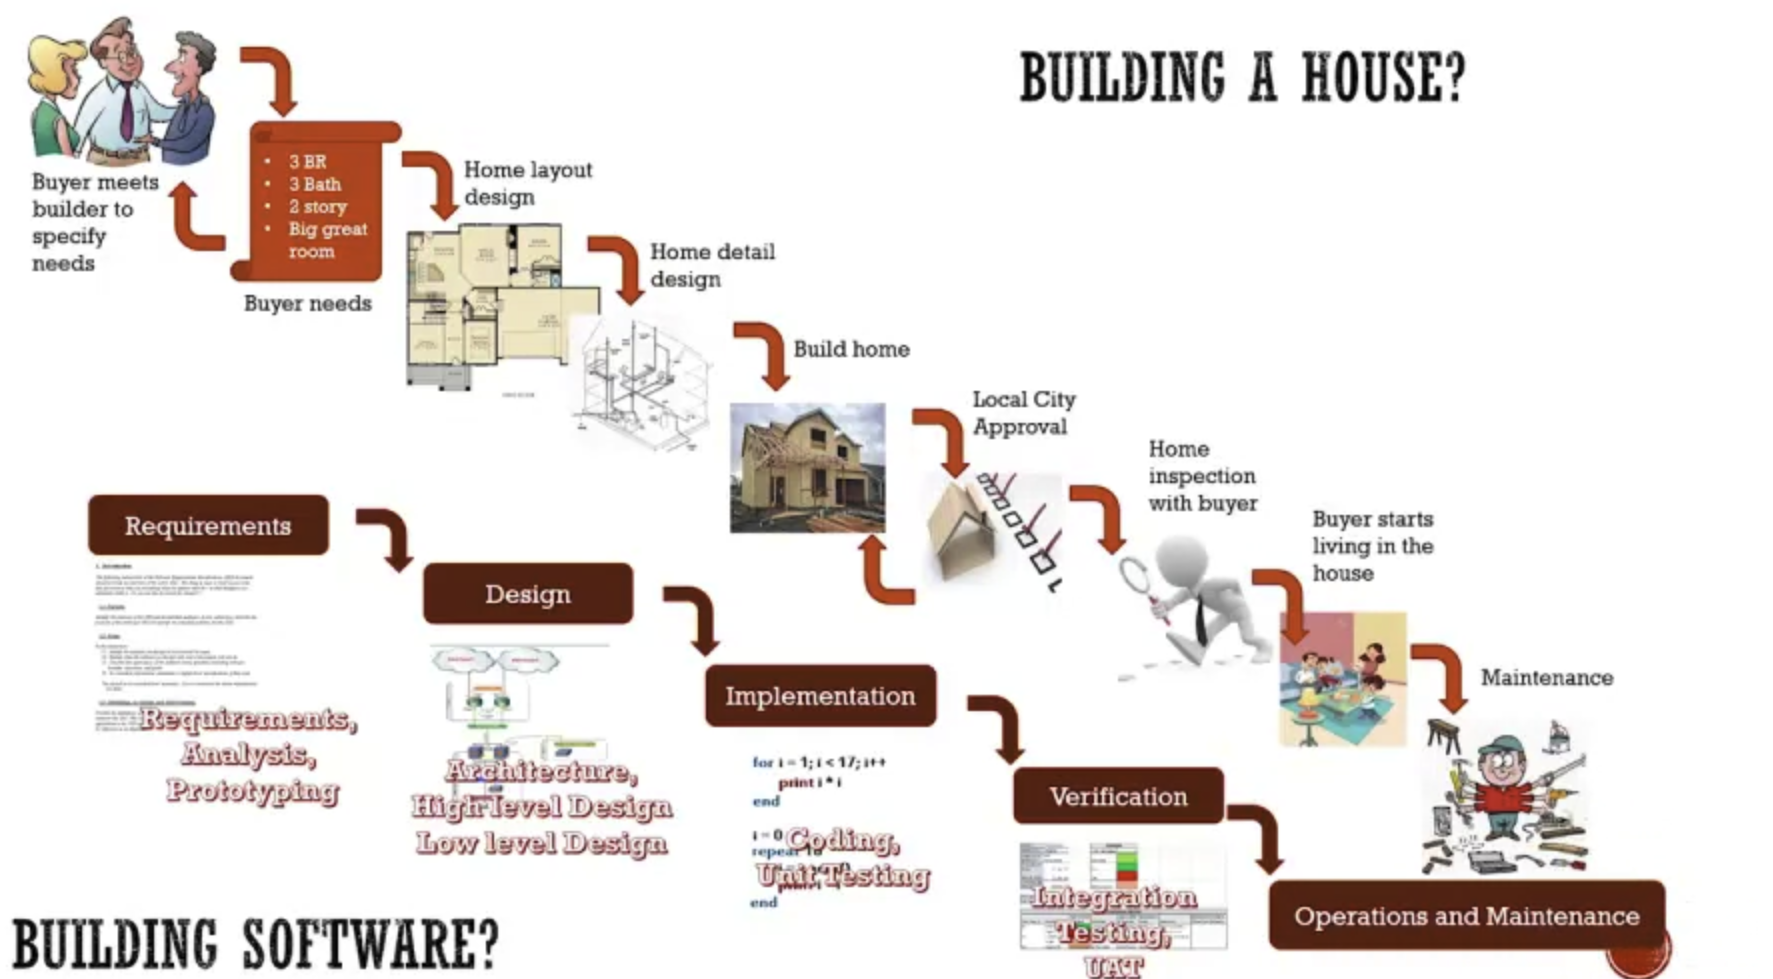 BUILDING A HOUSE?
Buyer meets
builder to
specify
needs
• 3 BR
• 3 Bath
• 2 story
• Big great
room
Buyer needs
Home layout
design
Home detail
design
Build home
Local City
Approval
Home
inspection
with buyer
Buyer starts
living in the
house
Maintenance
Requirements
Requirements,
Analysis,
Prototyping
Design
Architecture,
High-level Design
Low level Design
Implementation
for i = 1; i < 17; i++
print i * i
end
i = 0
repeat
end
Coding,
Unit Testing
Verification
Integration
Testing,
UAT
Operations and Maintenance
BUILDING SOFTWARE?